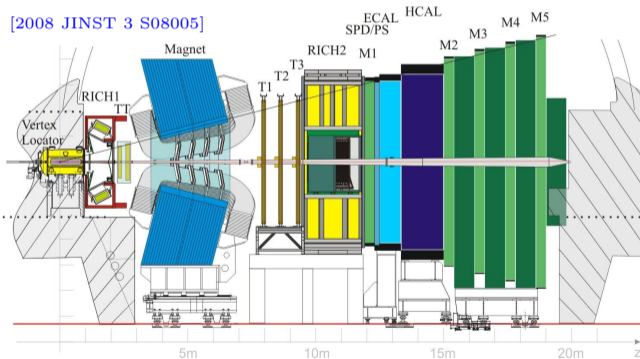 [2008 JINST 3 S08005]
ECAL HCAL
SPD/PS
M1
M2
M3
M4
M5
Magnet
RICH2
T1
T2
T3
RICH1
TT
Vertex
Locator
5m
10m
15m
20m
z